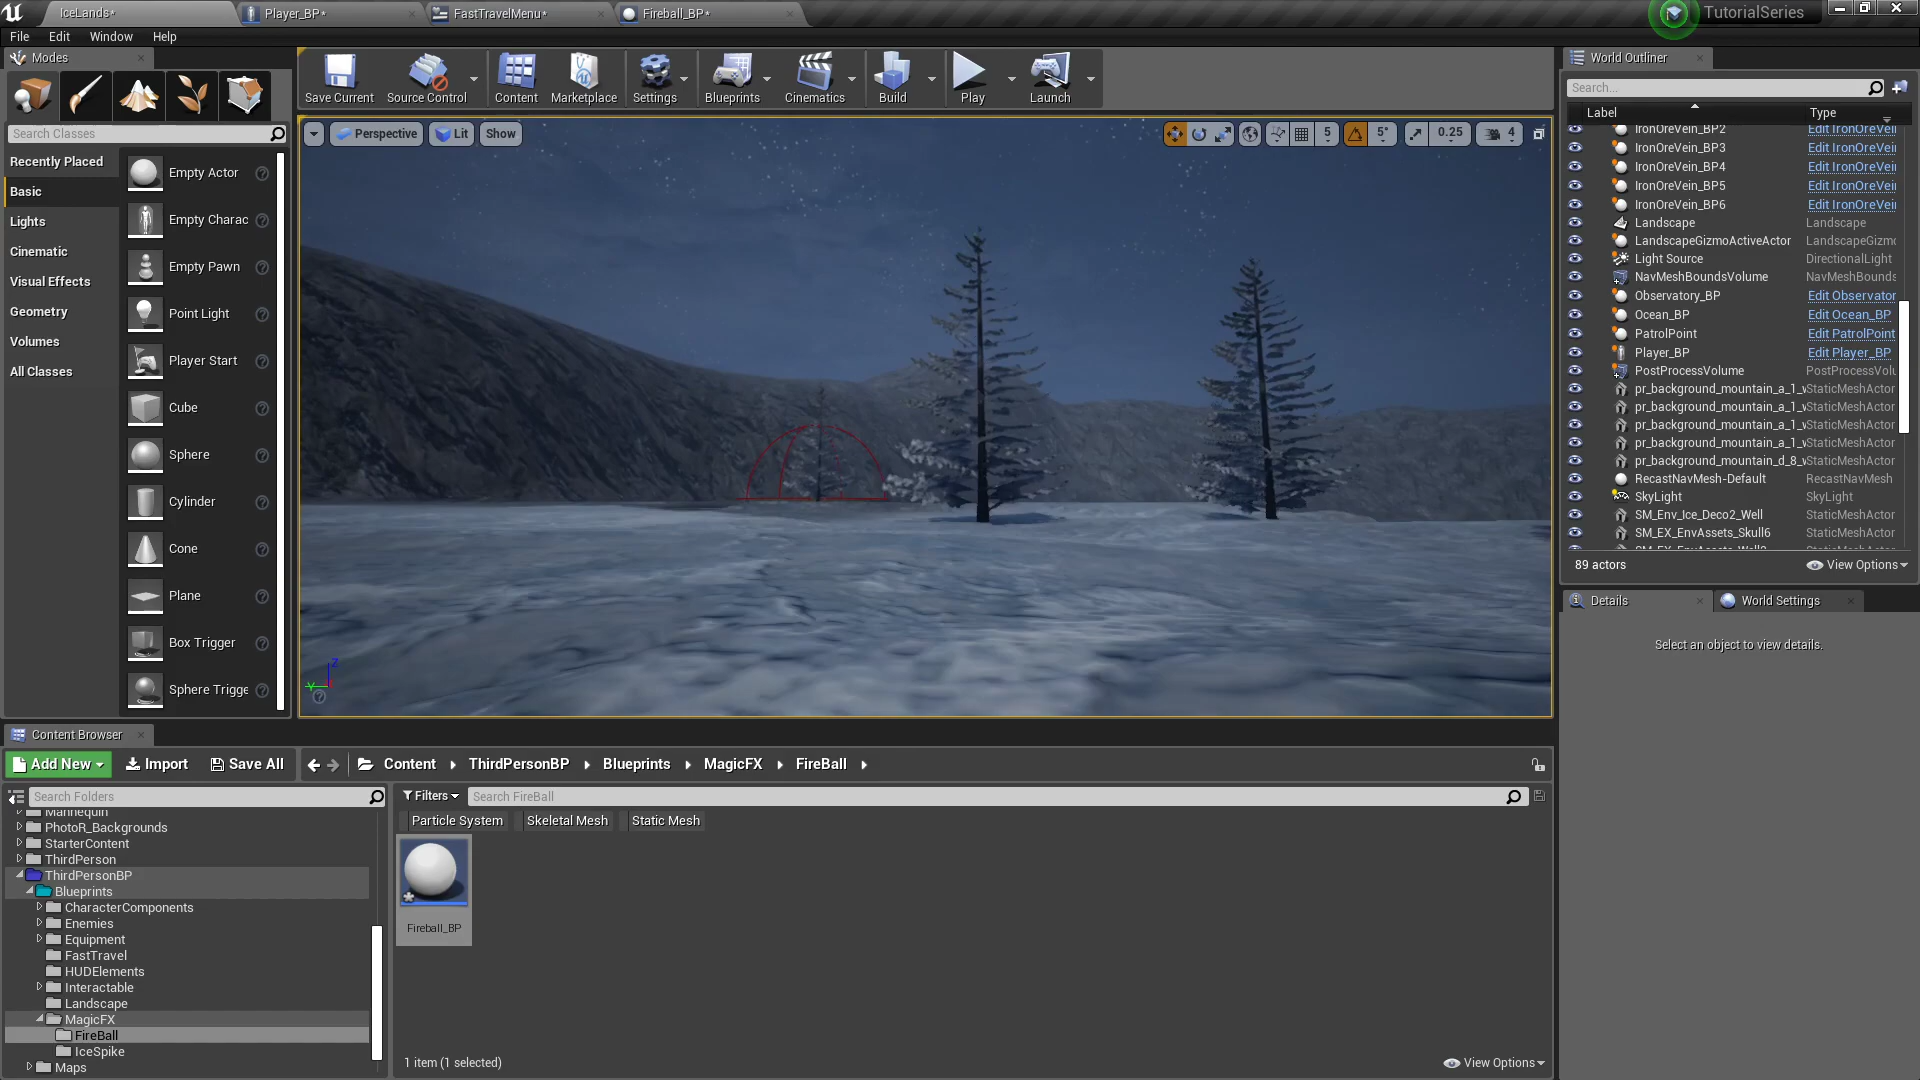 IceLands*
Player_BP*
FastTravelMenu*
Fireball_BP*
TutorialSeries
File
Edit
Window
Help
Modes
Search Classes
Recently Placed
Basic
Lights
Cinematic
Visual Effects
Geometry
Volumes
All Classes
Empty Actor
Empty Charac
Empty Pawn
Point Light
Player Start
Cube
Sphere
Cylinder
Cone
Plane
Box Trigger
Sphere Trigge
Save Current
Source Control
Content
Marketplace
Settings
Blueprints
Cinematics
Build
Play
Launch
Perspective
Lit
Show
5
5°
0.25
4
Z
Y
World Outliner
Search...
Label
Type
IronOreVein_BP2 Edit IronOreVei
IronOreVein_BP3 Edit IronOreVei
IronOreVein_BP4 Edit IronOreVei
IronOreVein_BP5 Edit IronOreVei
IronOreVein_BP6 Edit IronOreVei
Landscape Landscape
LandscapeGizmoActiveActor LandscapeGizmo
Light Source DirectionalLight
NavMeshBoundsVolume NavMeshBounds
Observatory_BP Edit Observator
Ocean_BP Edit Ocean_BP
PatrolPoint Edit PatrolPoint
Player_BP Edit Player_BP
PostProcessVolume PostProcessVolu
pr_background_mountain_a_1_v StaticMeshActor
pr_background_mountain_a_1_v StaticMeshActor
pr_background_mountain_a_1_v StaticMeshActor
pr_background_mountain_a_1_v StaticMeshActor
pr_background_mountain_d_8_v StaticMeshActor
RecastNavMesh-Default RecastNavMesh
SkyLight SkyLight
SM_Env_Ice_Deco2_Well StaticMeshActor
SM_EX_EnvAssets_Skull6 StaticMeshActor
89 actors
View Options
Details
World Settings
Select an object to view details.
Content Browser
Add New
Import
Save All
Content
ThirdPersonBP
Blueprints
MagicFX
FireBall
Search Folders
Mannequin
PhotoR_Backgrounds
StarterContent
ThirdPerson
ThirdPersonBP
Blueprints
CharacterComponents
Enemies
Equipment
FastTravel
HUDElements
Interactable
Landscape
MagicFX
FireBall
IceSpike
Maps
Filters
Search FireBall
Particle System
Skeletal Mesh
Static Mesh
Fireball_BP
1 item (1 selected)
View Options